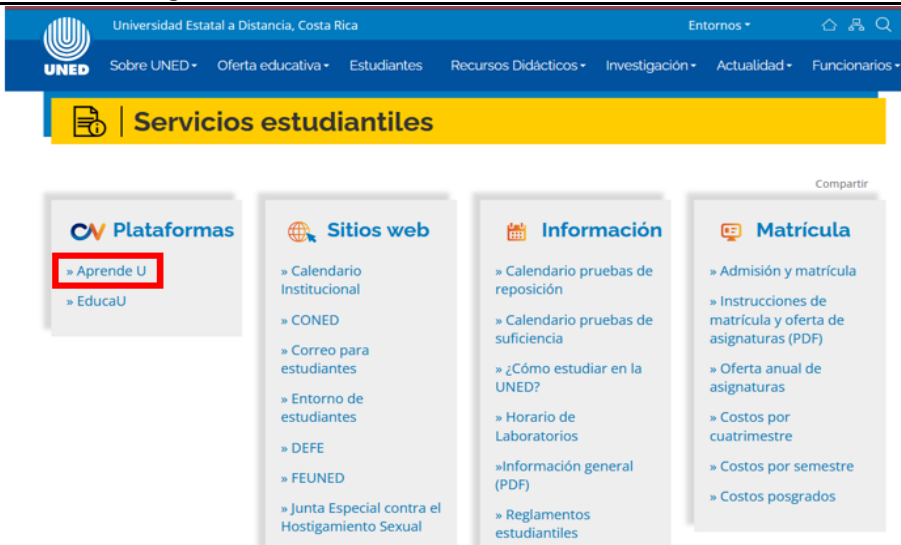 Universidad Estatal a Distancia, Costa Rica
Entornos
UNED
Sobre UNED
Oferta educativa
Estudiantes
Recursos Didácticos
Investigación
Actualidad
Funcionarios
Servicios estudiantiles
Compartir
Plataformas
» Aprende U
» EducaU
Sitios web
» Calendario
Institucional
» CONED
» Correo para
estudiantes
» Entorno de
estudiantes
» DEFE
» FEUNED
» Junta Especial contra el
Hostigamiento Sexual
Información
» Calendario pruebas de
reposición
» Calendario pruebas de
suficiencia
» ¿Cómo estudiar en la
UNED?
» Horario de
Laboratorios
»Información general
(PDF)
» Reglamentos
estudiantiles
Matrícula
» Admisión y matrícula
» Instrucciones de
matrícula y oferta de
asignaturas (PDF)
» Oferta anual de
asignaturas
» Costos por
cuatrimestre
» Costos por semestre
» Costos posgrados